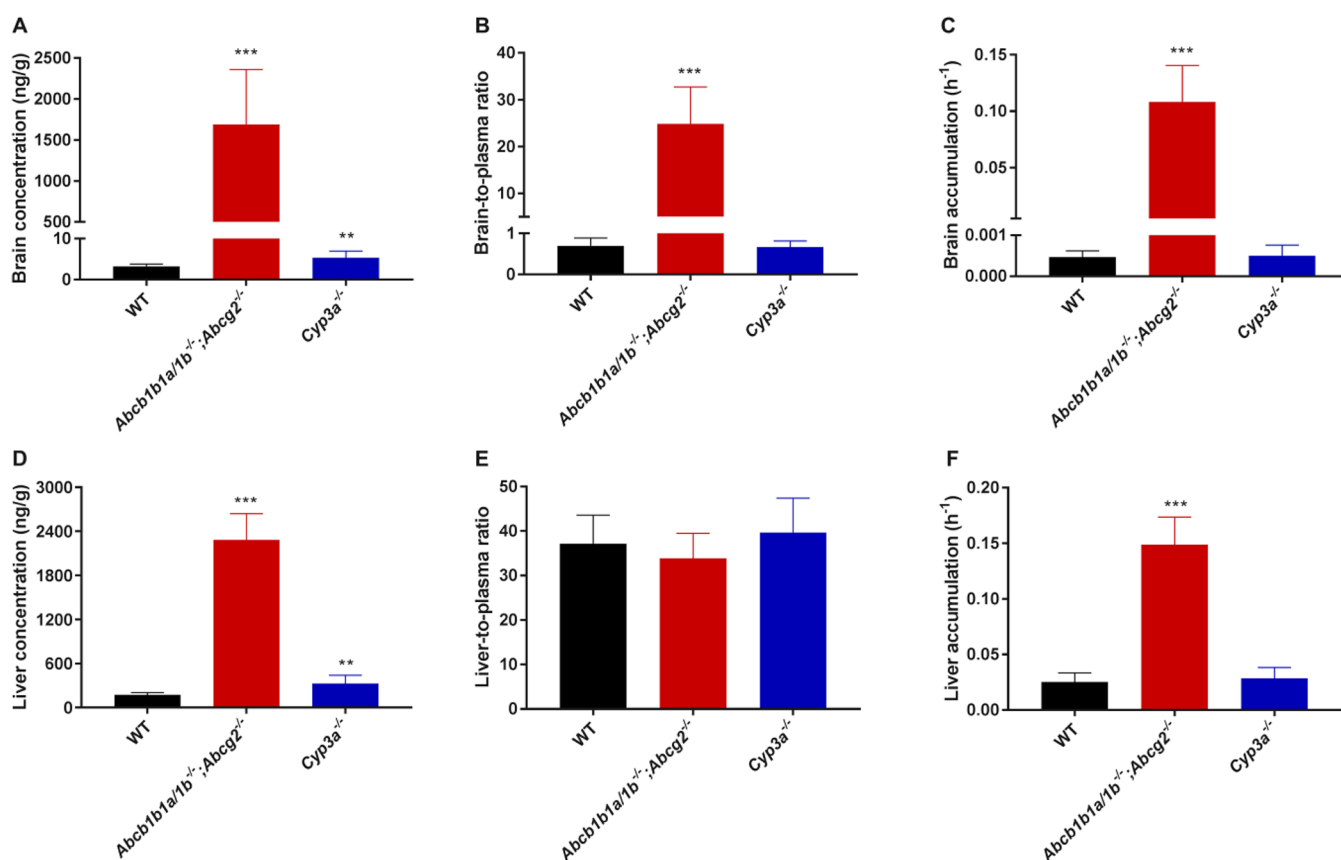 A
Brain concentration (ng/g)
2500
2000
1500
1000
500
10
0
***
**
WT
Abcb1b1a/1b-/-;Abcg2-/-
Cyp3a-/-
B
Brain-to-plasma ratio
40
30
20
10
1
0
***
WT
Abcb1b1a/1b-/-;Abcg2-/-
Cyp3a-/-
C
Brain accumulation (h-1)
0.15
0.10
0.05
0.001
0.000
***
WT
Abcb1b1a/1b-/-;Abcg2-/-
Cyp3a-/-
D
Liver concentration (ng/g)
3000
2400
1800
1200
600
0
***
**
WT
Abcb1b1a/1b-/-;Abcg2-/-
Cyp3a-/-
E
Liver-to-plasma ratio
50
40
30
20
10
0
WT
Abcb1b1a/1b-/-;Abcg2-/-
Cyp3a-/-
F
Liver accumulation (h-1)
0.20
0.15
0.10
0.05
0.00
***
WT
Abcb1b1a/1b-/-;Abcg2-/-
Cyp3a-/-